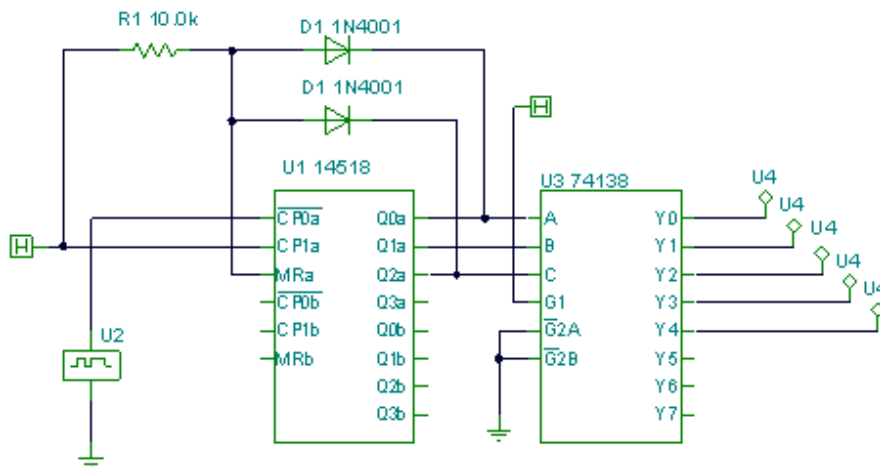 R1 10.0k
D1 1N4001
D1 1N4001
U1 14518
CP0a
CP1a
MRa
CP0b
CP1b
MRb
Q0a
Q1a
Q2a
Q3a
Q0b
Q1b
Q2b
Q3b
H
U2
H
U3 74138
A
B
C
G1
G2A
G2B
Y0
Y1
Y2
Y3
Y4
Y5
Y6
Y7
U4
U4
U4
U4
U4